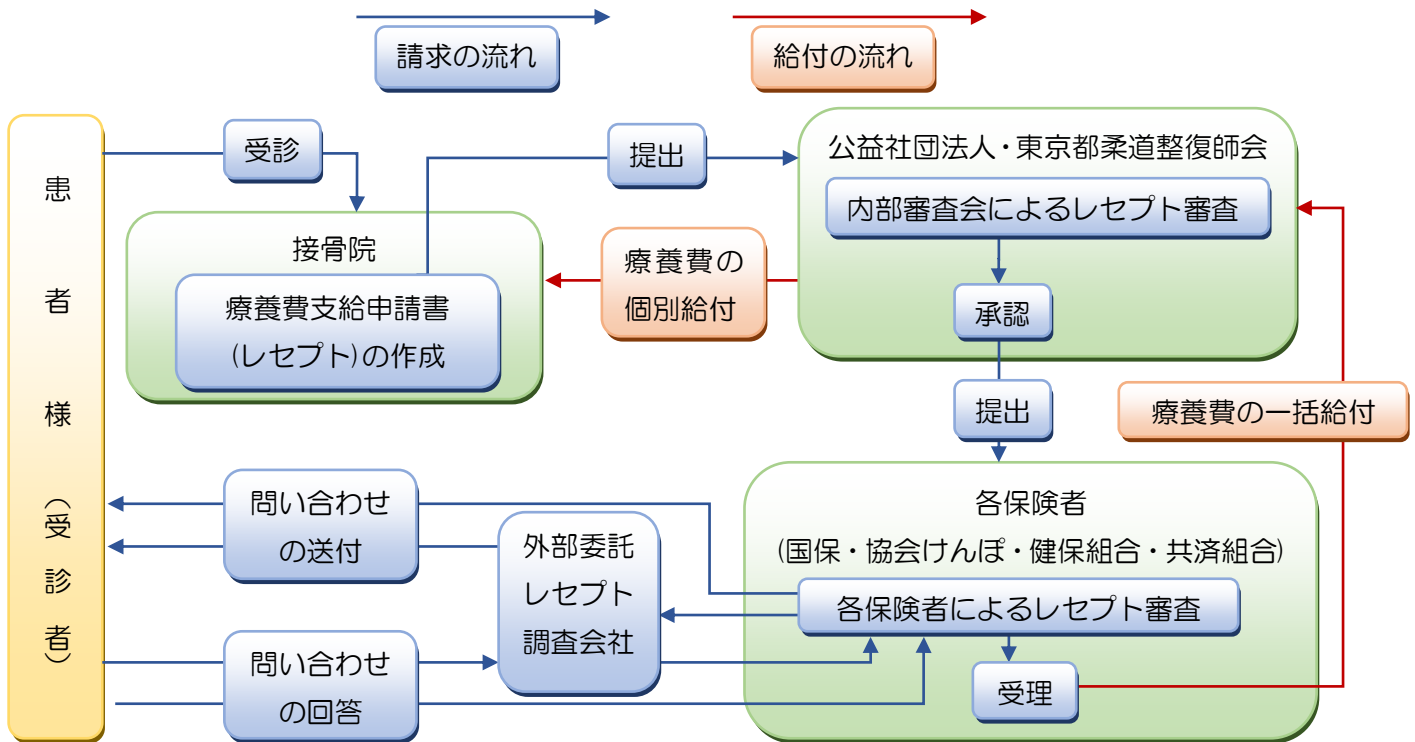 請求の流れ
給付の流れ
患者様（受診者）
受診
提出
公益社団法人・東京都柔道整復師会
内部審査会によるレセプト審査
承認
接骨院
療養費支給申請書
(レセプト)の作成
療養費の
個別給付
提出
療養費の一括給付
各保険者
(国保・協会けんぽ・健保組合・共済組合)
各保険者によるレセプト審査
受理
問い合わせ
の送付
外部委託
レセプト
調査会社
問い合わせ
の回答